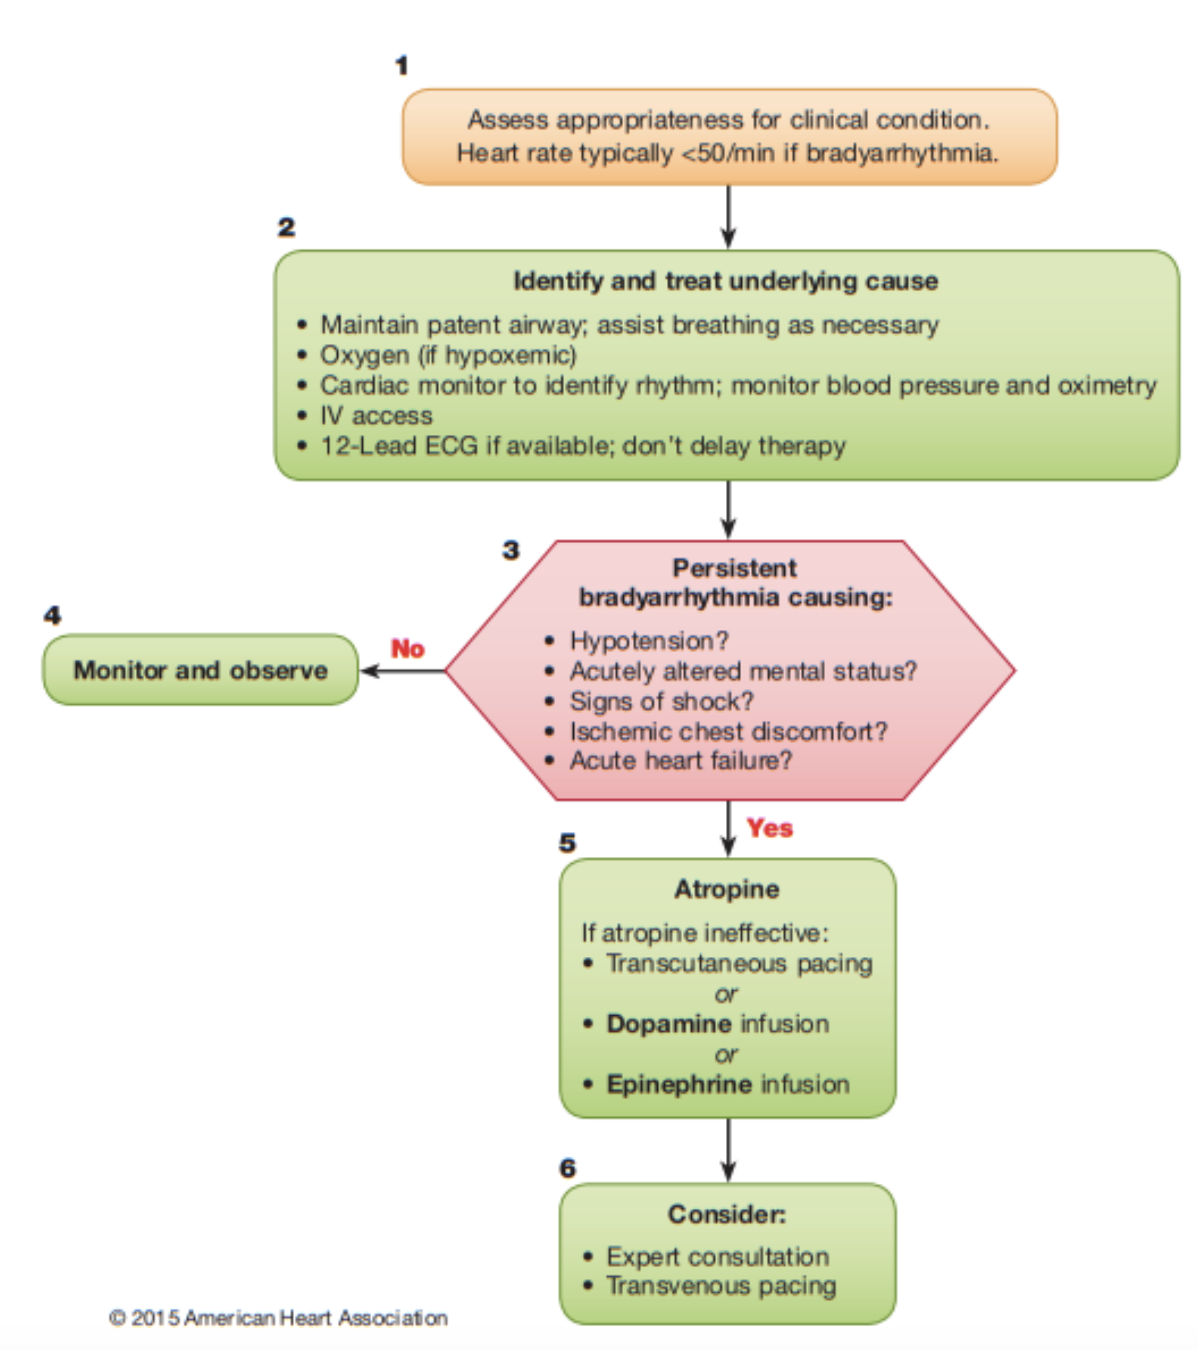 1
Assess appropriateness for clinical condition.
Heart rate typically <50/min if bradyarrhythmia.
2
Identify and treat underlying cause
• Maintain patent airway; assist breathing as necessary
• Oxygen (if hypoxemic)
• Cardiac monitor to identify rhythm; monitor blood pressure and oximetry
• IV access
• 12-Lead ECG if available; don't delay therapy
3
Persistent
bradyarrhythmia causing:
• Hypotension?
• Acutely altered mental status?
• Signs of shock?
• Ischemic chest discomfort?
• Acute heart failure?
No
4
Monitor and observe
Yes
5
Atropine
If atropine ineffective:
• Transcutaneous pacing
or
• Dopamine infusion
or
• Epinephrine infusion
6
Consider:
• Expert consultation
• Transvenous pacing
© 2015 American Heart Association